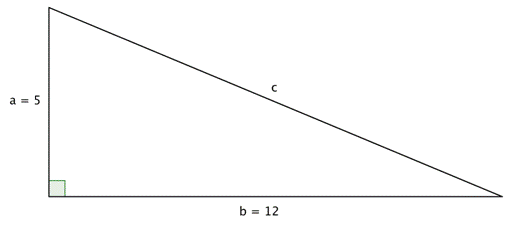 c
a = 5
b = 12